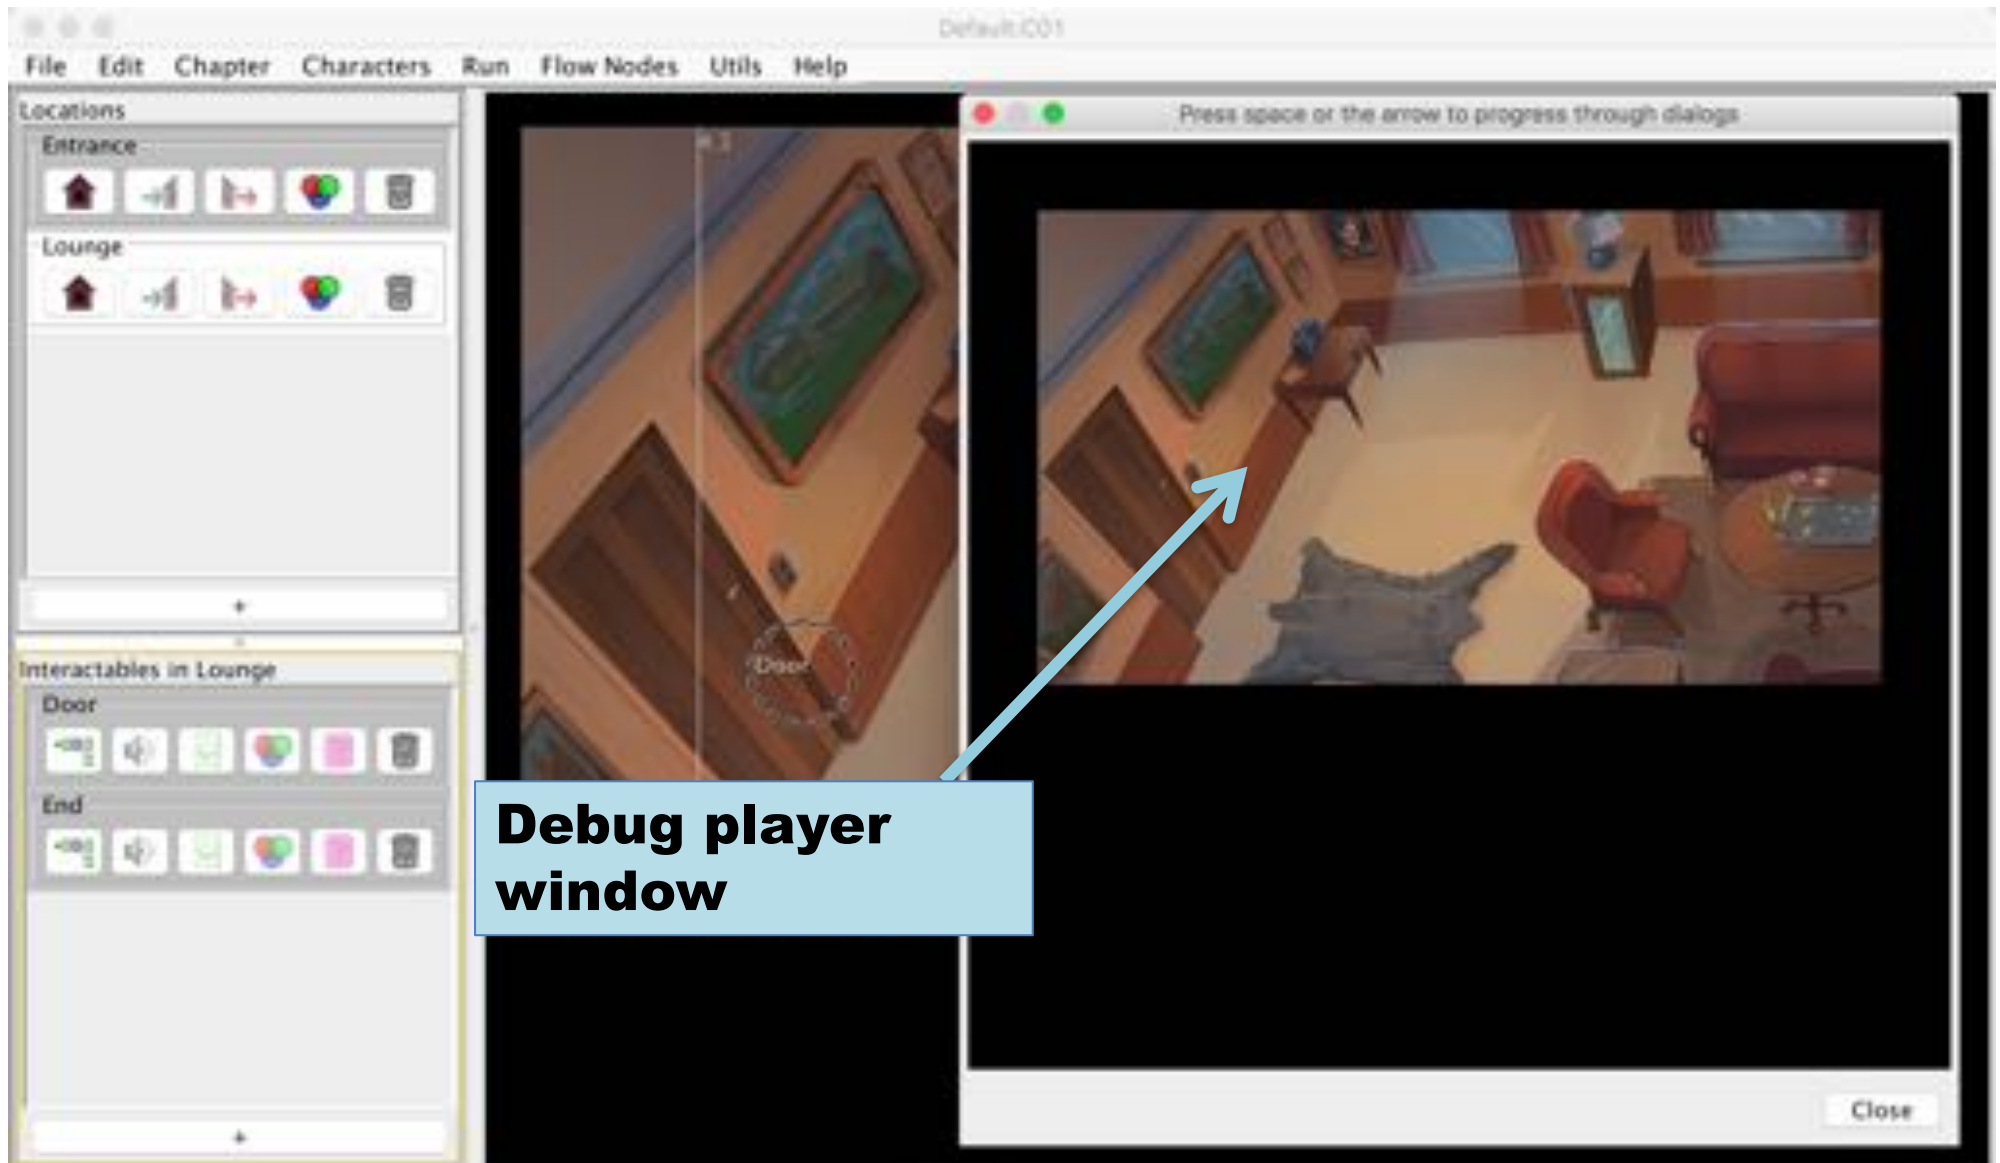 Default:C01
File Edit Chapter Characters Run Flow Nodes Utils Help
Locations
Entrance
Lounge
+
Interactables in Lounge
Door
End
+
Door
Press space or the arrow to progress through dialogs
Close
Debug player
window